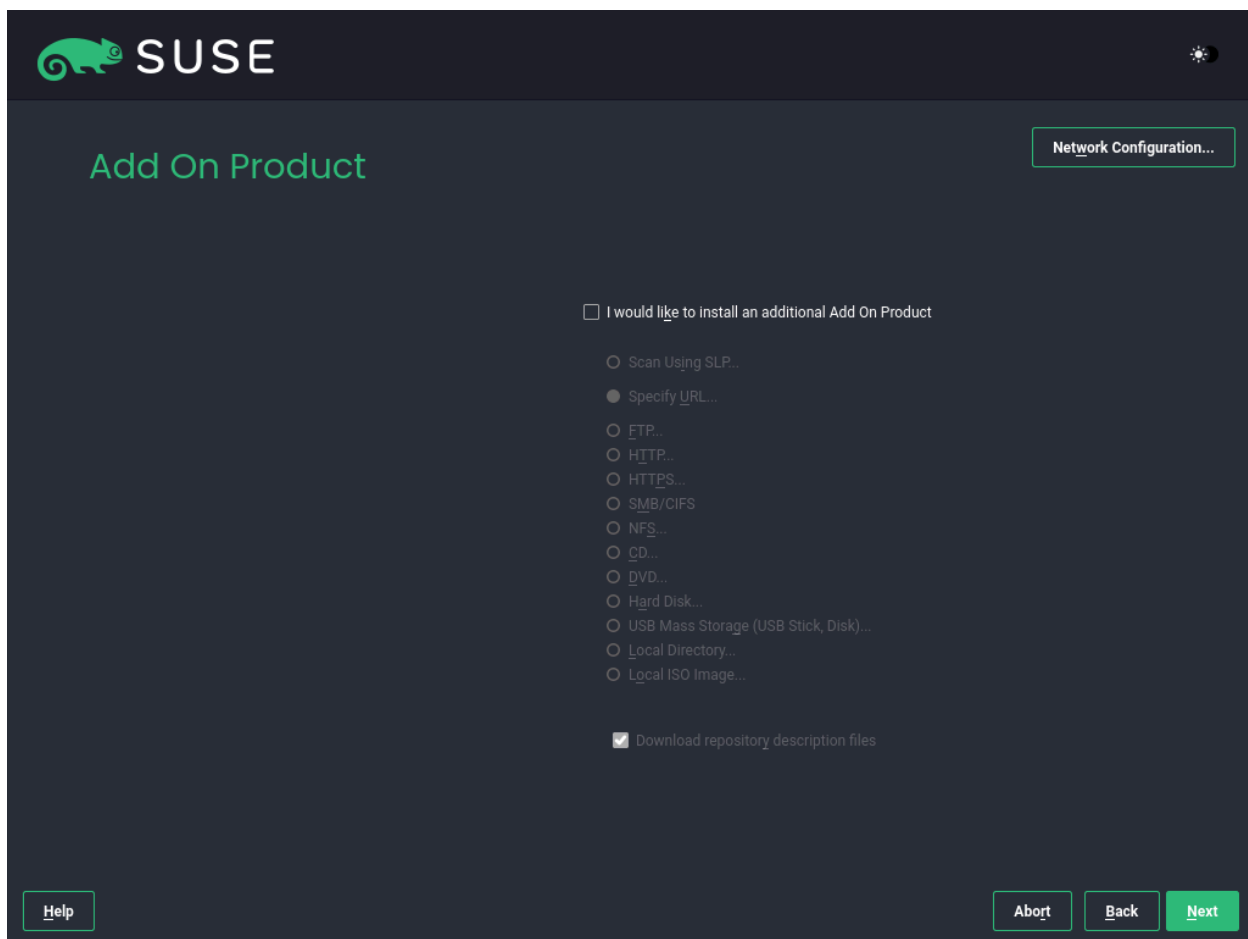 SUSE
Network Configuration...
Add On Product
I would like to install an additional Add On Product
Scan Using SLP...
Specify URL...
FTP...
HTTP...
HTTPS...
SMB/CIFS
NFS...
CD...
DVD...
Hard Disk...
USB Mass Storage (USB Stick, Disk)...
Local Directory...
Local ISO Image...
Download repository description files
Help Abort Back Next